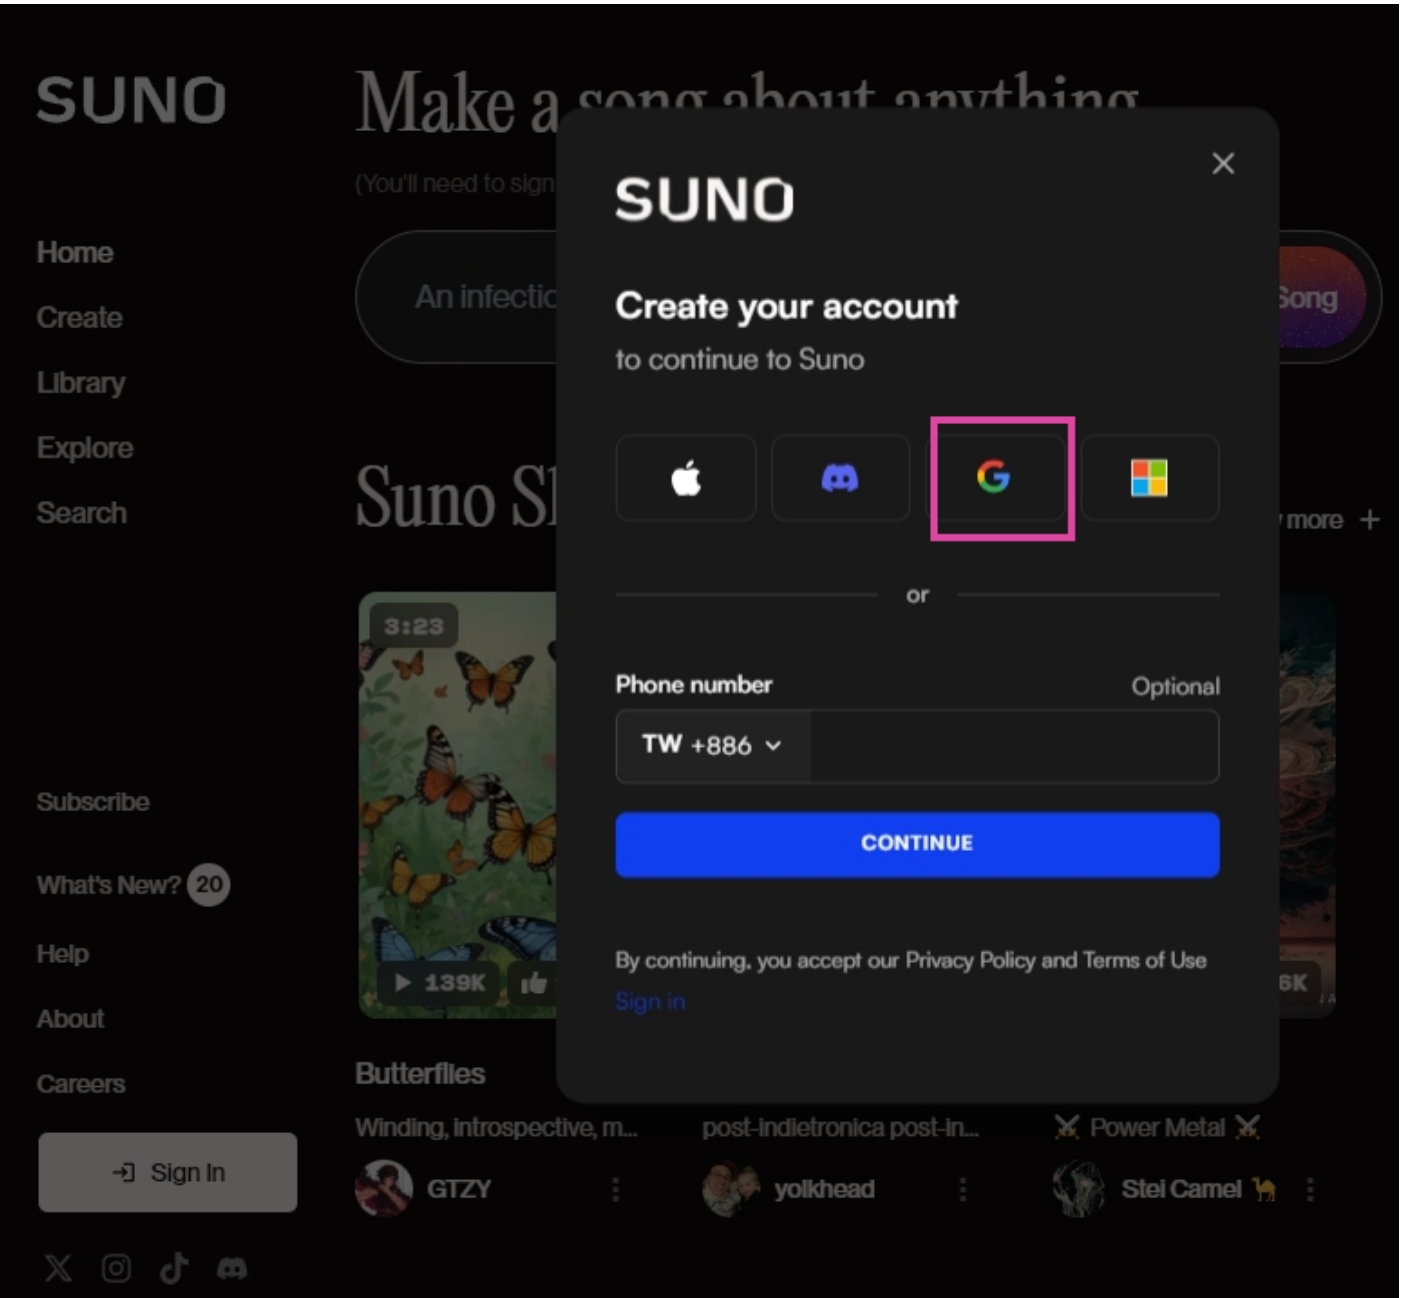 SUNO
Home
Create
Library
Explore
Search
Subscribe
What's New? 20
Help
About
Careers
Sign In
Make a song about anything
(You'll need to sign
An infectio
Song
Suno Sl
more +
3:23
139K
6K
Butterflies
Winding, introspective, m...
GTZY
post-indietronica post-in...
yolkhead
⚔️ Power Metal ⚔️
Stei Camel 🐪
SUNO
Create your account
to continue to Suno
or
Phone number
Optional
TW +886
CONTINUE
By continuing, you accept our Privacy Policy and Terms of Use
Sign in